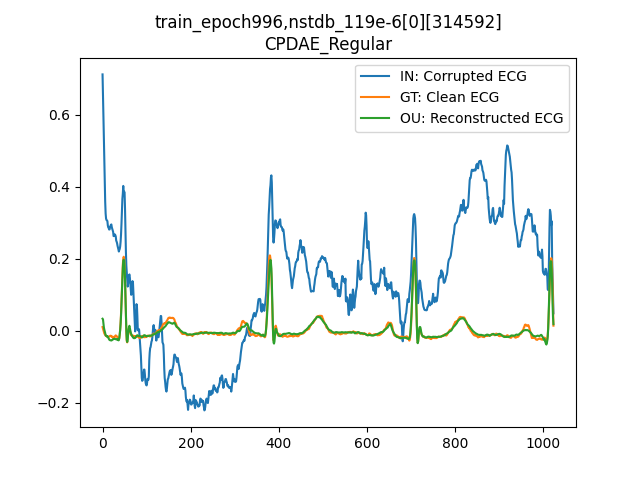 train_epoch996,nstdb_119e-6[0][314592]
CPDAE_Regular
IN: Corrupted ECG
GT: Clean ECG
OU: Reconstructed ECG
0.6
0.4
0.2
0.0
−0.2
0 200 400 600 800 1000